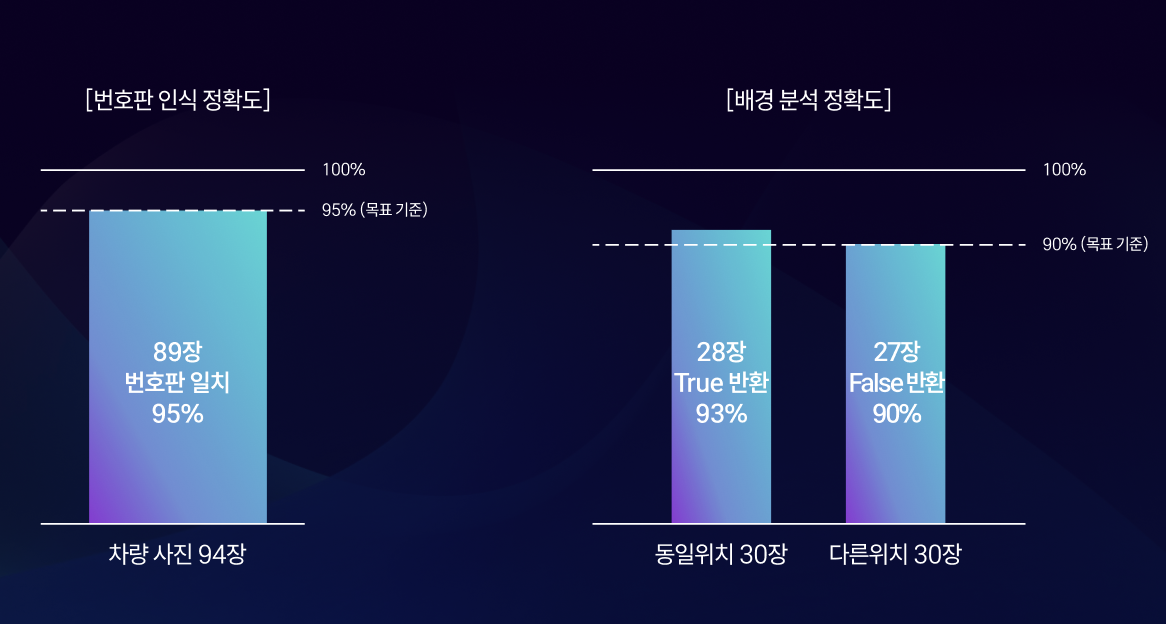 [번호판 인식 정확도]
100%
95% (목표 기준)
89장
번호판 일치
95%
차량 사진 94장
[배경 분석 정확도]
100%
90% (목표 기준)
28장
True 반환
93%
27장
False 반환
90%
동일위치 30장
다른위치 30장